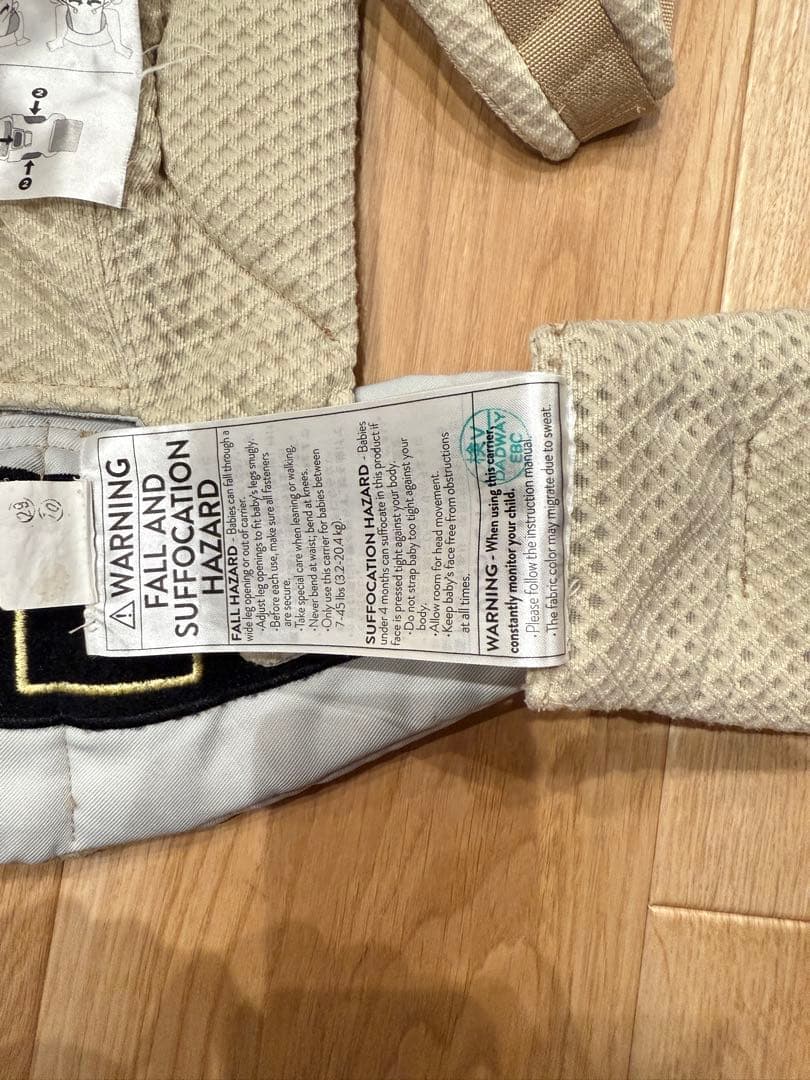 2
2
WARNING
FALL AND
SUFFOCATION
HAZARD
FALL HAZARD - Babies can fall through a
wide leg opening or out of carrier.
·Adjust leg openings to fit baby's legs snugly.
·Before each use, make sure all fasteners
are secure.
·Take special care when leaning or walking.
·Never bend at waist; bend at knees.
·Only use this carrier for babies between
7-45 lbs (3.2-20.4 kg).
SUFFOCATION HAZARD - Babies
under 4 months can suffocate in this product if
face is pressed tight against your body.
·Do not strap baby too tight against your
body.
·Allow room for head movement.
·Keep baby's face free from obstructions
at all times.
WARNING - When using this carrier,
constantly monitor your child.
·Please follow the instruction manual.
·The fabric color may migrate due to sweat.
EBC